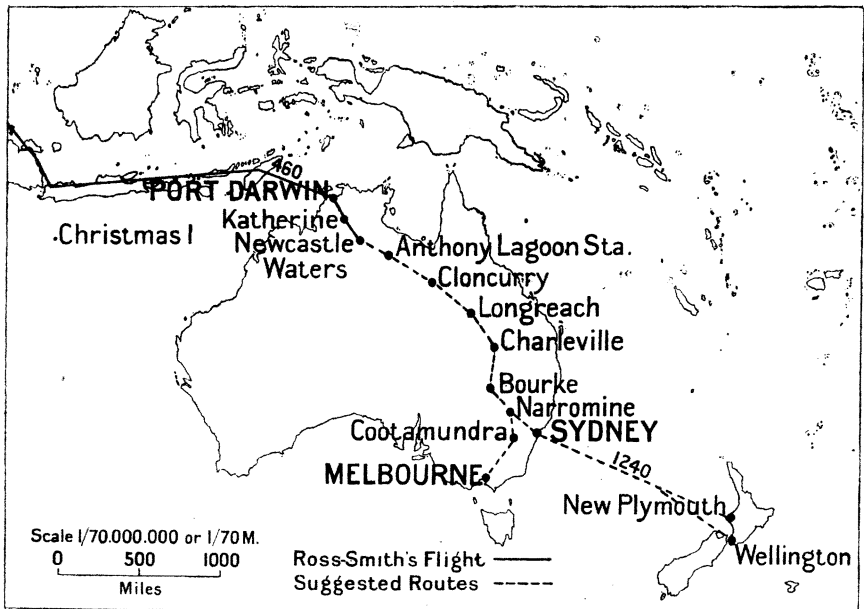 460
PORT DARWIN
Katherine
.Christmas I
Newcastle
Waters
Anthony Lagoon Sta.
Cloncurry
Longreach
Charleville
Bourke
Narromine
Cootamundra
SYDNEY
MELBOURNE
1240
New Plymouth
Wellington
Scale 1/70.000.000 or 1/70 M.
0 500 1000
Miles
Ross-Smith's Flight
Suggested Routes